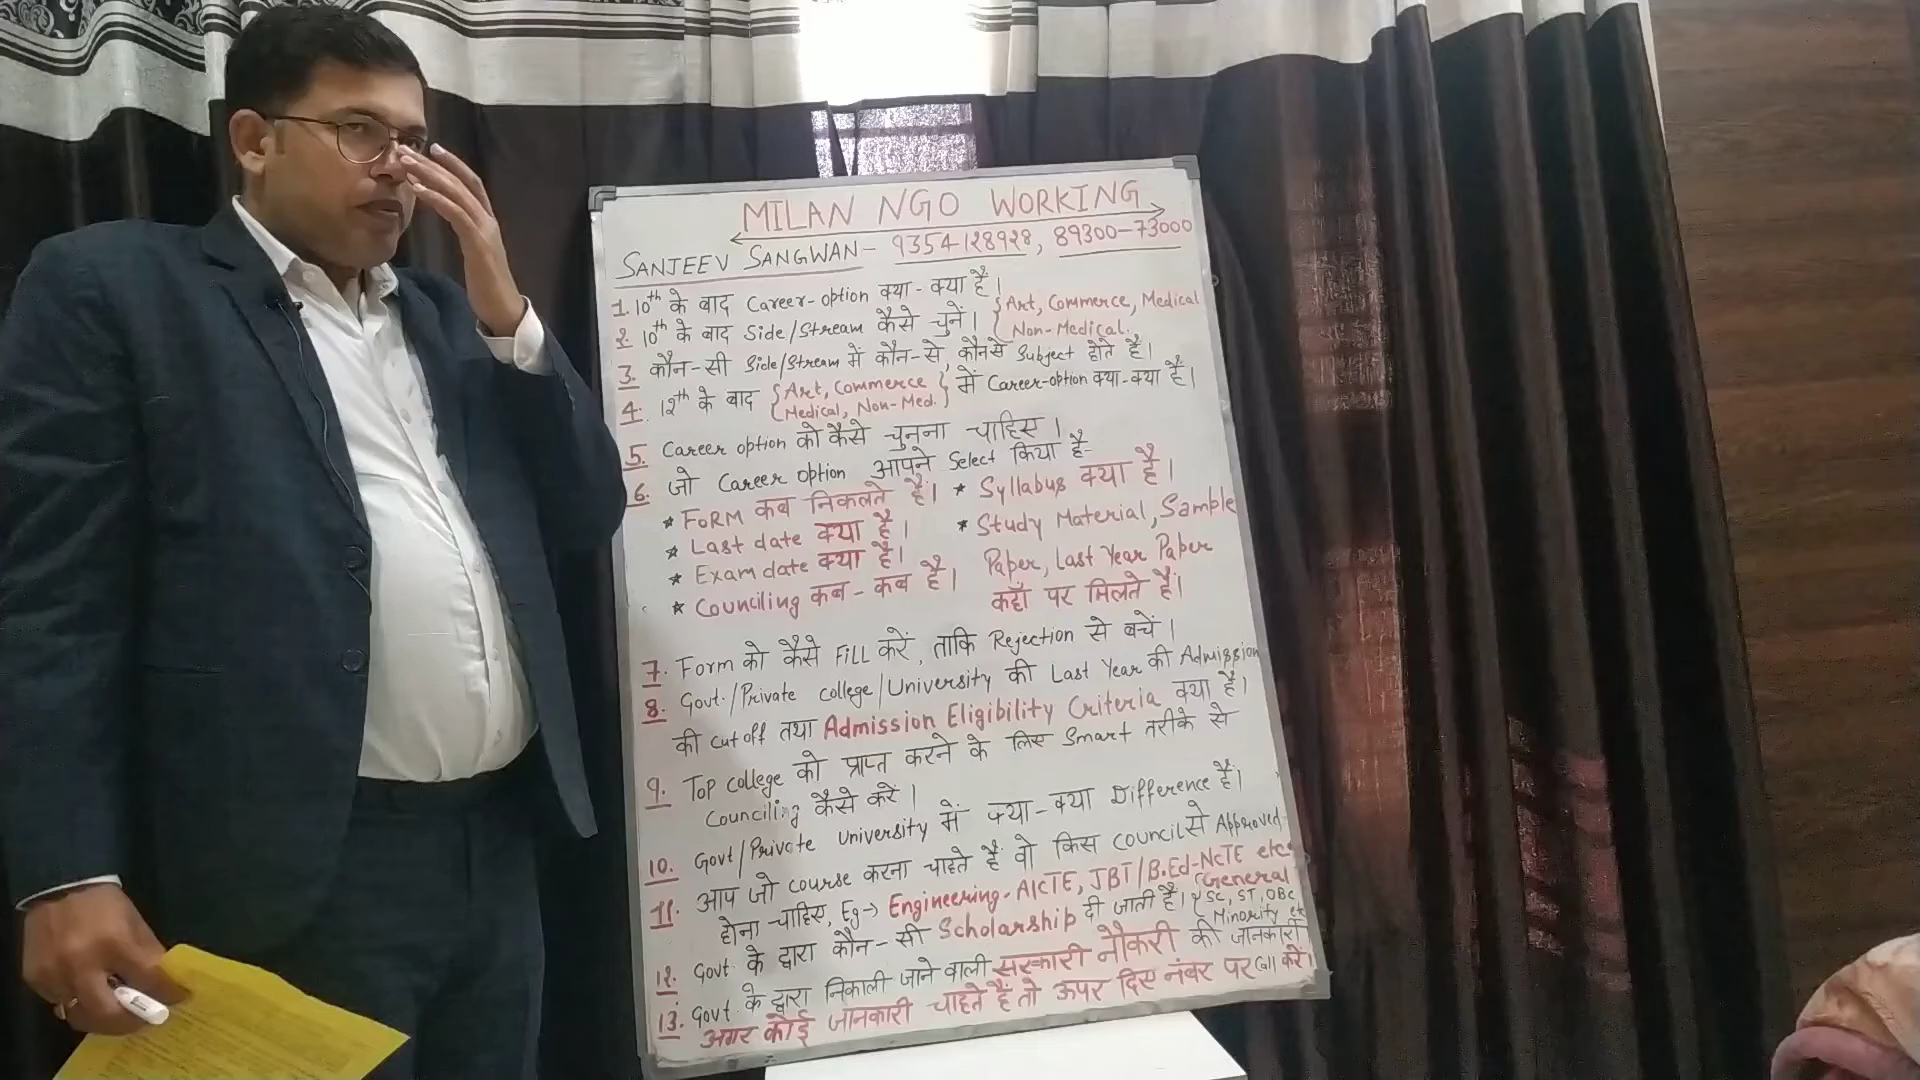 MILAN NGO WORKING
SANJEEV SANGWAN- 9354128928, 89300-73000
1. 10th के बाद Career-option क्या-क्या है।
2. 10th के बाद Side/Stream कैसे चुनें। {Art, Commerce, Medical
Non-Medical.
3. कौन-सी Side/Stream में कौन-से, कौनसे Subject होते है।
4. 12th के बाद {Art, Commerce
Medical, Non-Med.} में Career-option क्या-क्या है।
5. Career option को कैसे चुनना चाहिए।
6. जो Career option आपने Select किया है-
* FORM कब निकलते है। * Syllabus क्या है।
* Last date क्या है। * Study Material, Sample
* Exam date क्या है। Paper, Last Year Paper
* Counciling कब-कब है। कहाँ पर मिलते है।
7. Form को कैसे FILL करें, ताकि Rejection से बचें।
8. Govt./Private college/University की Last Year की Admission
की cut off तथा Admission Eligibility Criteria क्या है।
9. Top college को प्राप्त करने के लिए Smart तरीके से
Counciling कैसे करें।
10. Govt/Private University में क्या-क्या Difference है।
11. आप जो course करना चाहते है वो किस council से Approved
होना चाहिए, Eg→ Engineering-AICTE, JBT/B.Ed-NCTE etc.
12. Govt. के द्वारा कौन-सी Scholarship दी जाती है। {General
SC, ST, OBC,
Minority etc
13. Govt. के द्वारा निकाली जाने वाली सरकारी नौकरी की जानकारी
अगर कोई जानकारी चाहते हैं तो ऊपर दिए नंबर पर Call करें।